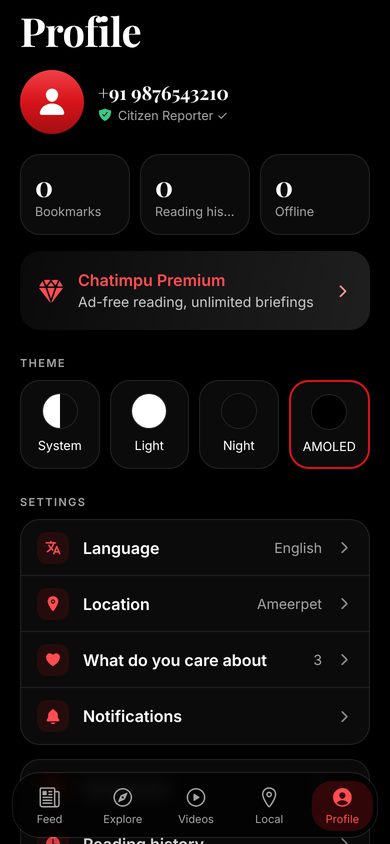 Profile
+91 9876543210
Citizen Reporter ✓
0
Bookmarks
0
Reading his...
0
Offline
Chatimpu Premium
Ad-free reading, unlimited briefings
THEME
System
Light
Night
AMOLED
SETTINGS
Language
English
Location
Ameerpet
What do you care about
3
Notifications
Feed
Explore
Videos
Local
Profile
Reading history